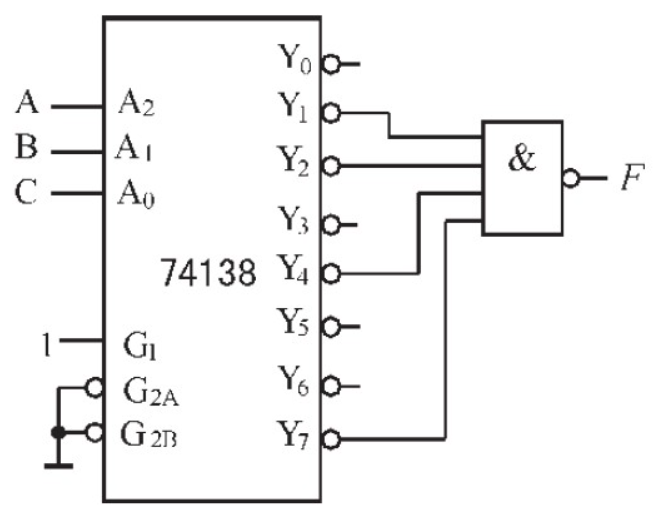 Y₀
A A₂ Y₁
B A₁ Y₂ & F
C A₀
Y₃
74138 Y₄
Y₅
1 G₁
G₂A Y₆
G₂B Y₇